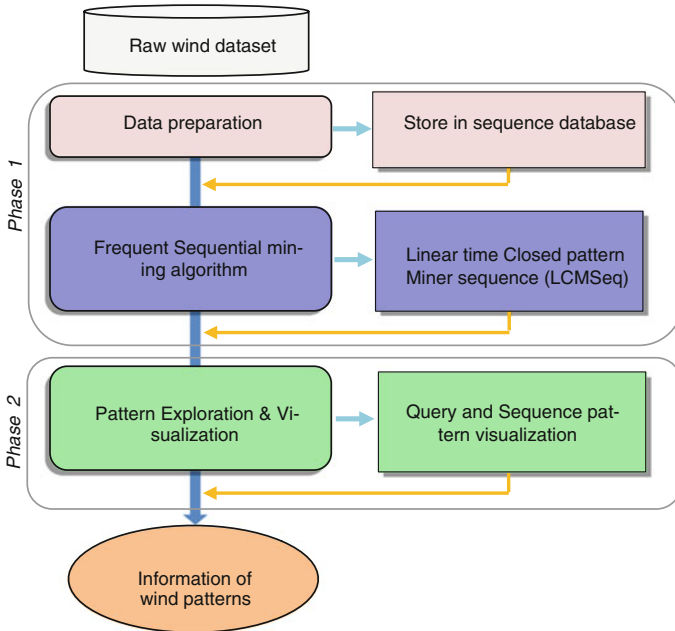 Raw wind dataset
Phase 1
Data preparation
Store in sequence database
Frequent Sequential min-
ing algorithm
Linear time Closed pattern
Miner sequence (LCMSeq)
Phase 2
Pattern Exploration & Vi-
sualization
Query and Sequence pat-
tern visualization
Information of
wind patterns